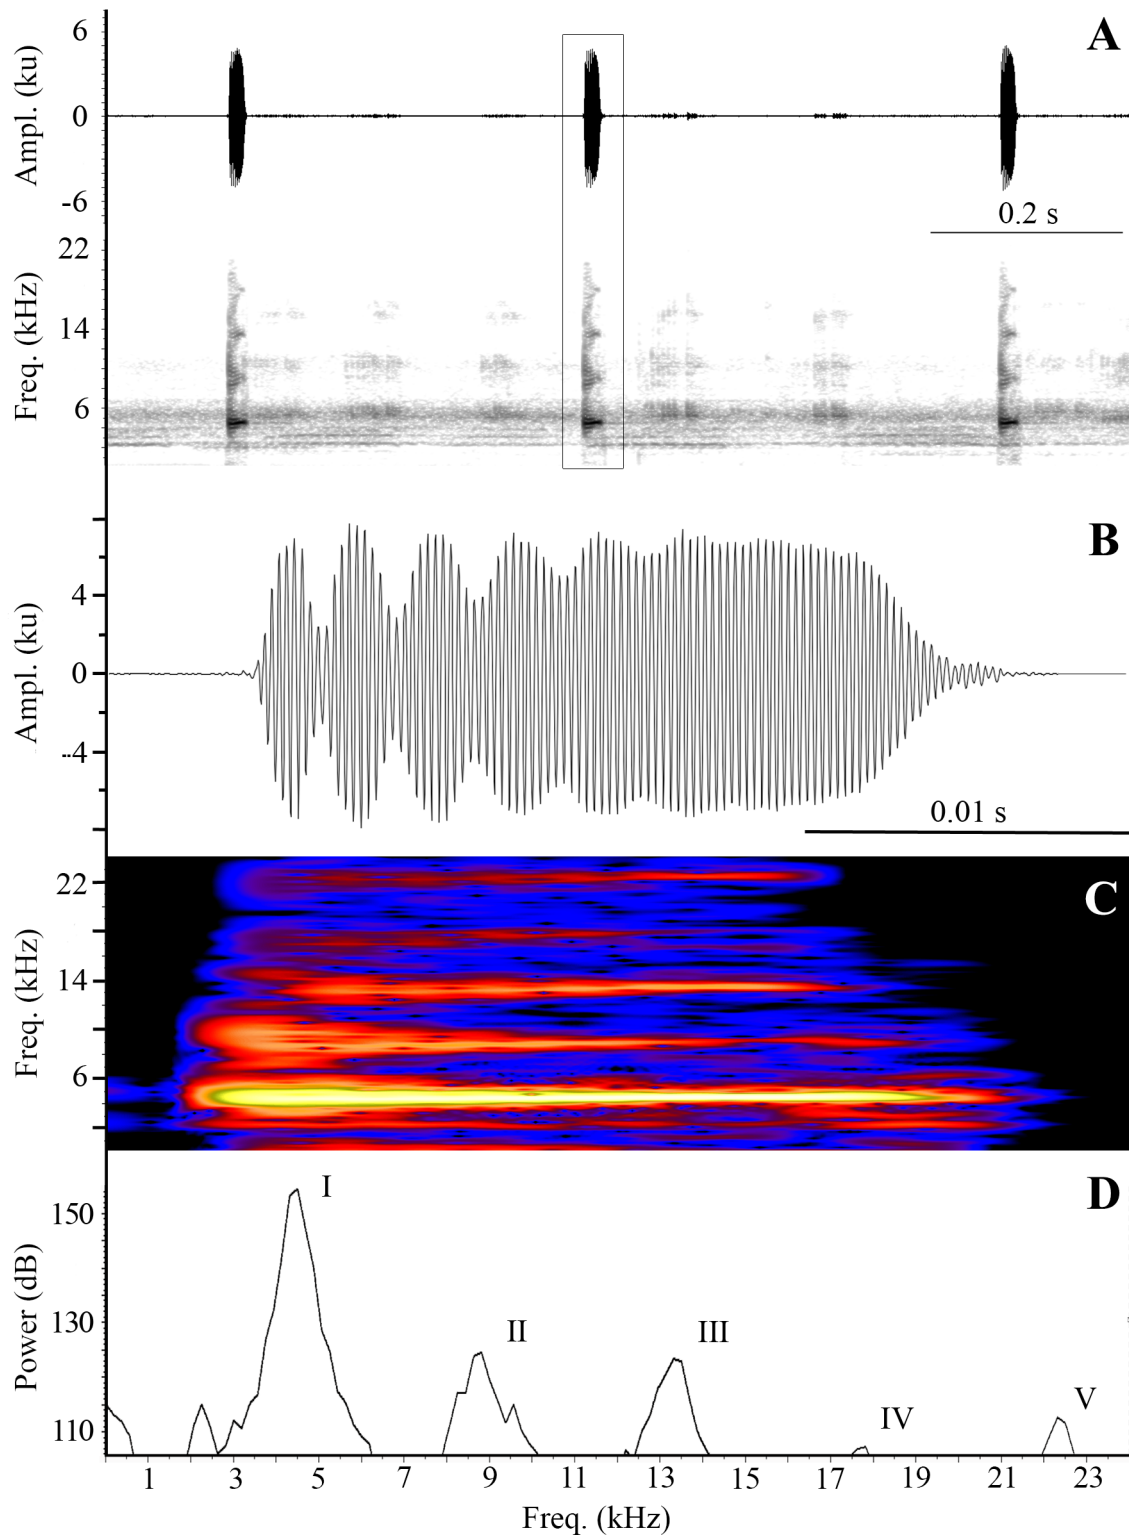 A
6
0
-6
Ampl. (ku)
0.2 s
22
14
6
Freq. (kHz)
B
4
0
-4
Ampl. (ku)
0.01 s
C
22
14
6
Freq. (kHz)
D
I
II
III
IV
V
150
130
110
Power (dB)
1 3 5 7 9 11 13 15 17 19 21 23
Freq. (kHz)